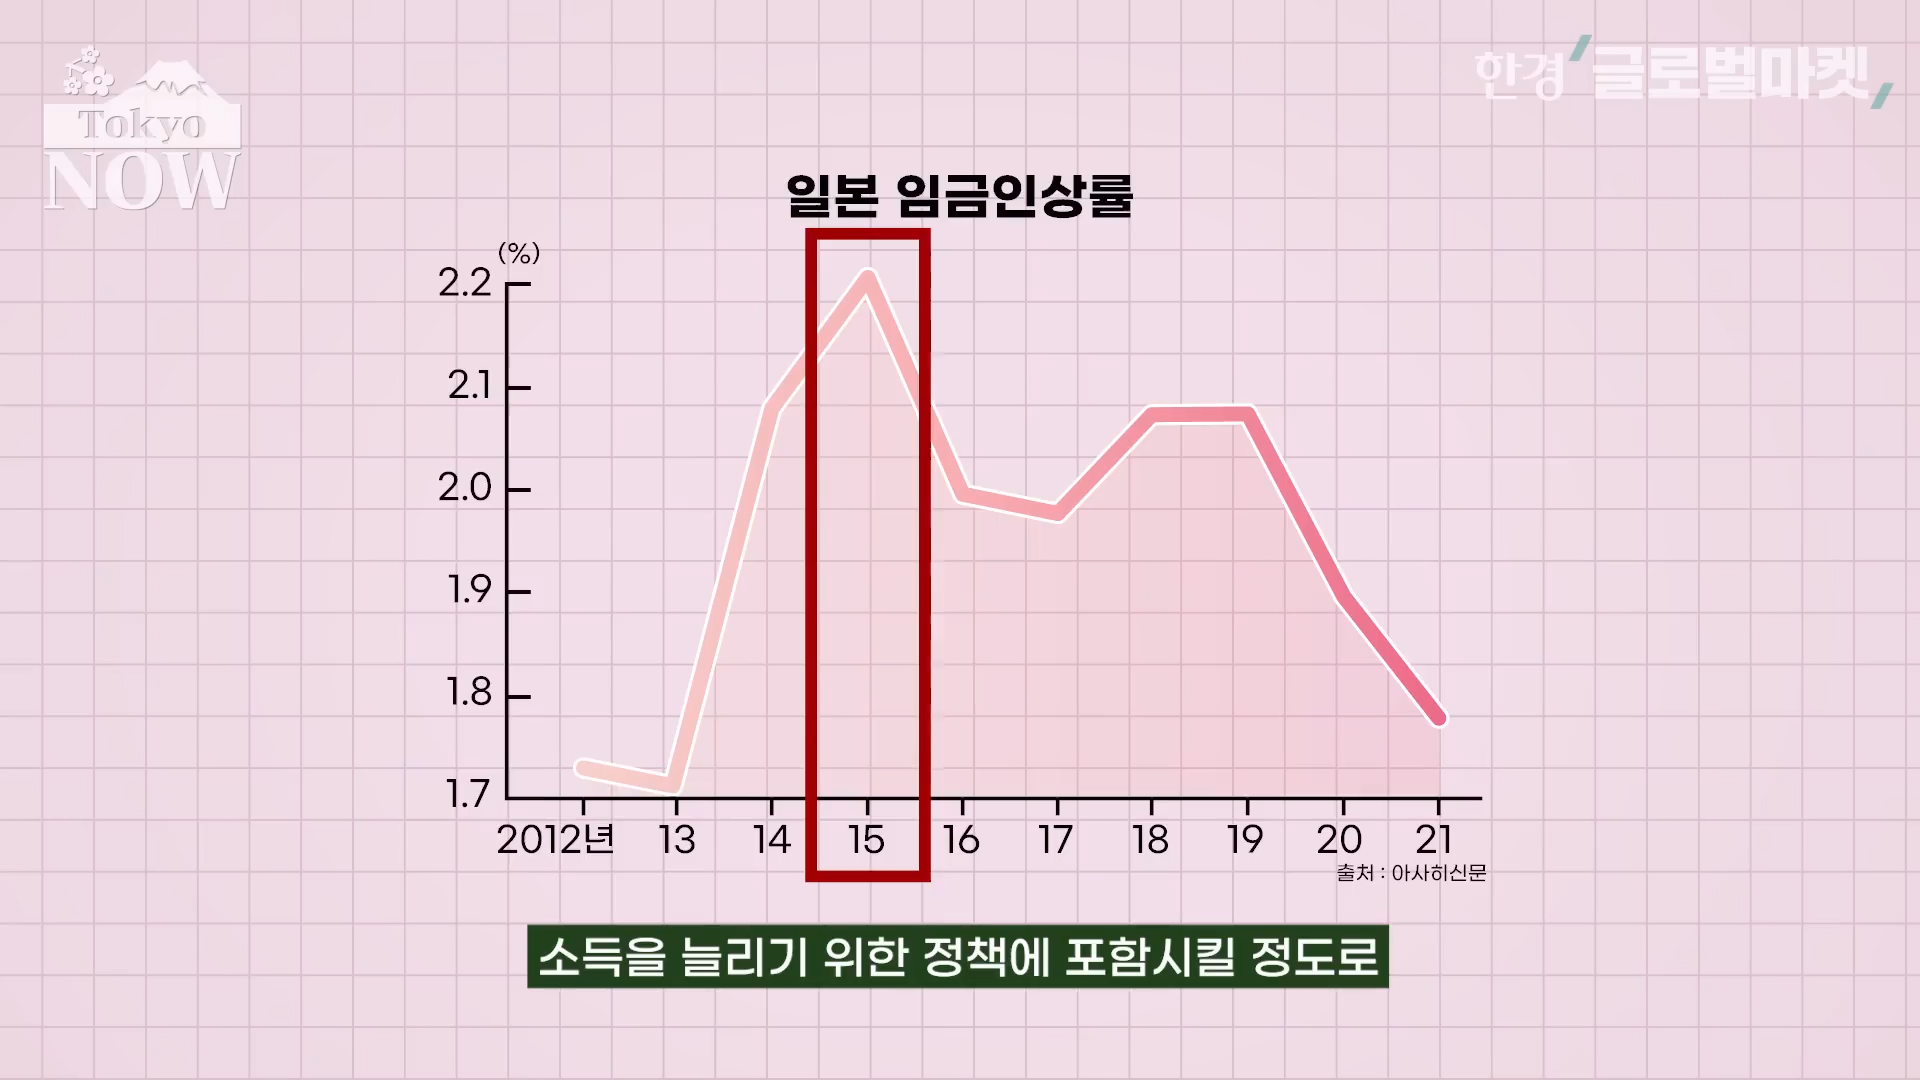 Tokyo
NOW
한경 글로벌마켓
일본 임금인상률
(%)
2.2
2.1
2.0
1.9
1.8
1.7
2012년 13 14 15 16 17 18 19 20 21
출처 : 아사히신문
소득을 늘리기 위한 정책에 포함시킬 정도로